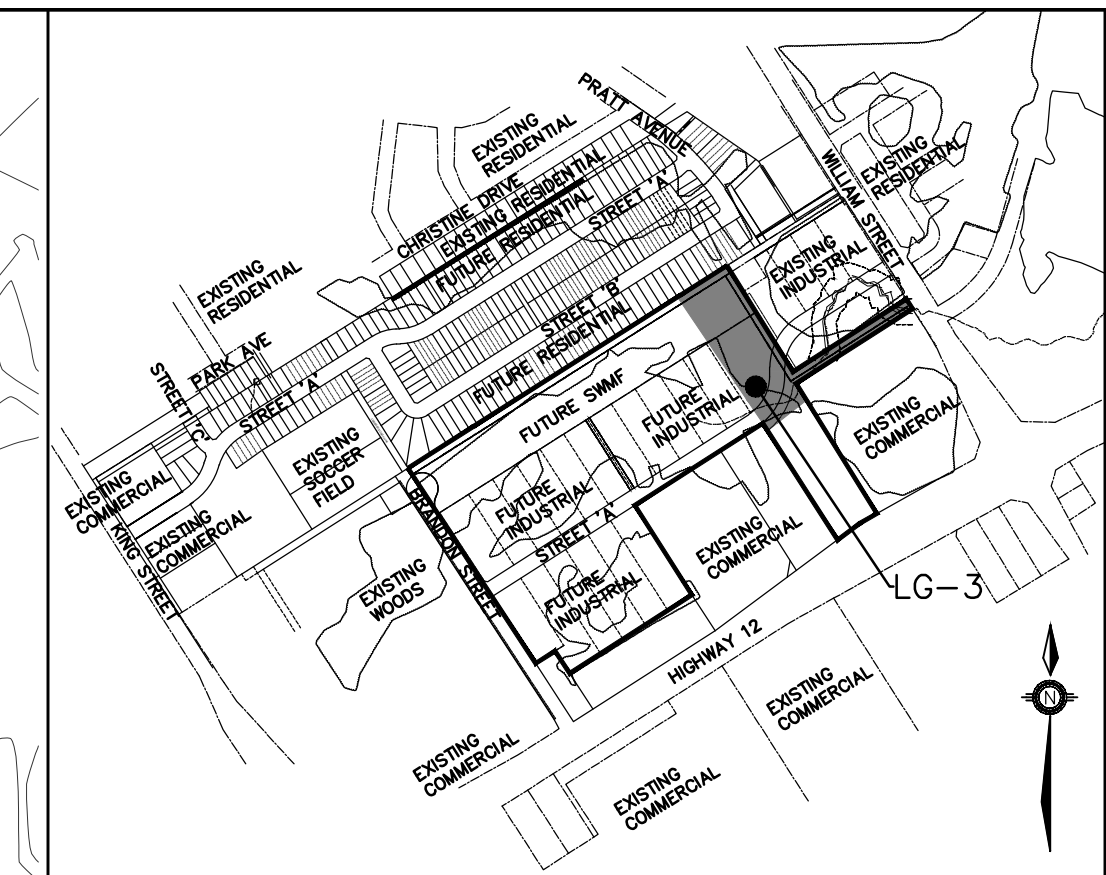 PRATT AVENUE
EXISTING
RESIDENTIAL
WILLIAM STREET
EXISTING
RESIDENTIAL
CHRISTINE DRIVE
EXISTING RESIDENTIAL
FUTURE RESIDENTIAL
STREET 'A'
EXISTING
RESIDENTIAL
EXISTING
INDUSTRIAL
STREET 'B'
FUTURE RESIDENTIAL
PARK AVE
STREET 'C'
STREET 'A'
FUTURE SWMF
FUTURE
INDUSTRIAL
EXISTING
COMMERCIAL
EXISTING
SOCCER
FIELD
EXISTING
COMMERCIAL
EXISTING
COMMERCIAL
KING STREET
BRANDON STREET
FUTURE
INDUSTRIAL
STREET 'A'
EXISTING
COMMERCIAL
EXISTING
WOODS
FUTURE
INDUSTRIAL
LG-3
HIGHWAY 12
EXISTING
COMMERCIAL
N
EXISTING
COMMERCIAL
EXISTING
COMMERCIAL